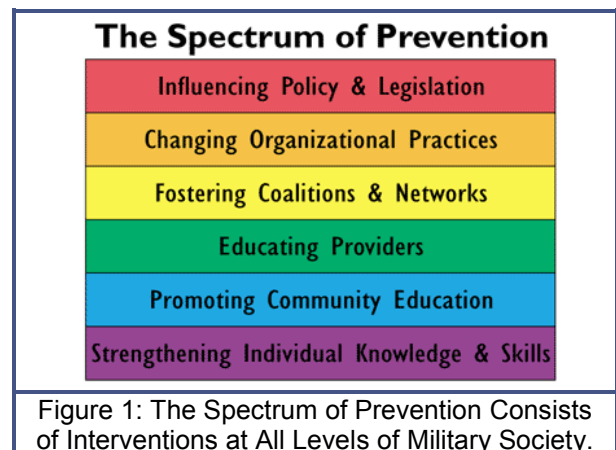 The Spectrum of Prevention
Influencing Policy & Legislation
Changing Organizational Practices
Fostering Coalitions & Networks
Educating Providers
Promoting Community Education
Strengthening Individual Knowledge & Skills
Figure 1: The Spectrum of Prevention Consists
of Interventions at All Levels of Military Society.